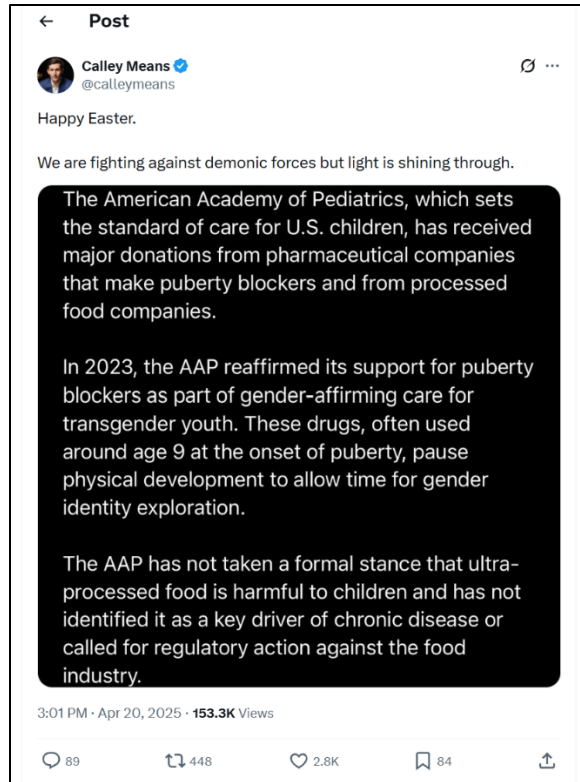 Post
Calley Means
@calleymeans
Happy Easter.
We are fighting against demonic forces but light is shining through.
The American Academy of Pediatrics, which sets
the standard of care for U.S. children, has received
major donations from pharmaceutical companies
that make puberty blockers and from processed
food companies.
In 2023, the AAP reaffirmed its support for puberty
blockers as part of gender-affirming care for
transgender youth. These drugs, often used
around age 9 at the onset of puberty, pause
physical development to allow time for gender
identity exploration.
The AAP has not taken a formal stance that ultra-
processed food is harmful to children and has not
identified it as a key driver of chronic disease or
called for regulatory action against the food
industry.
3:01 PM · Apr 20, 2025 · 153.3K Views
89 448 2.8K 84